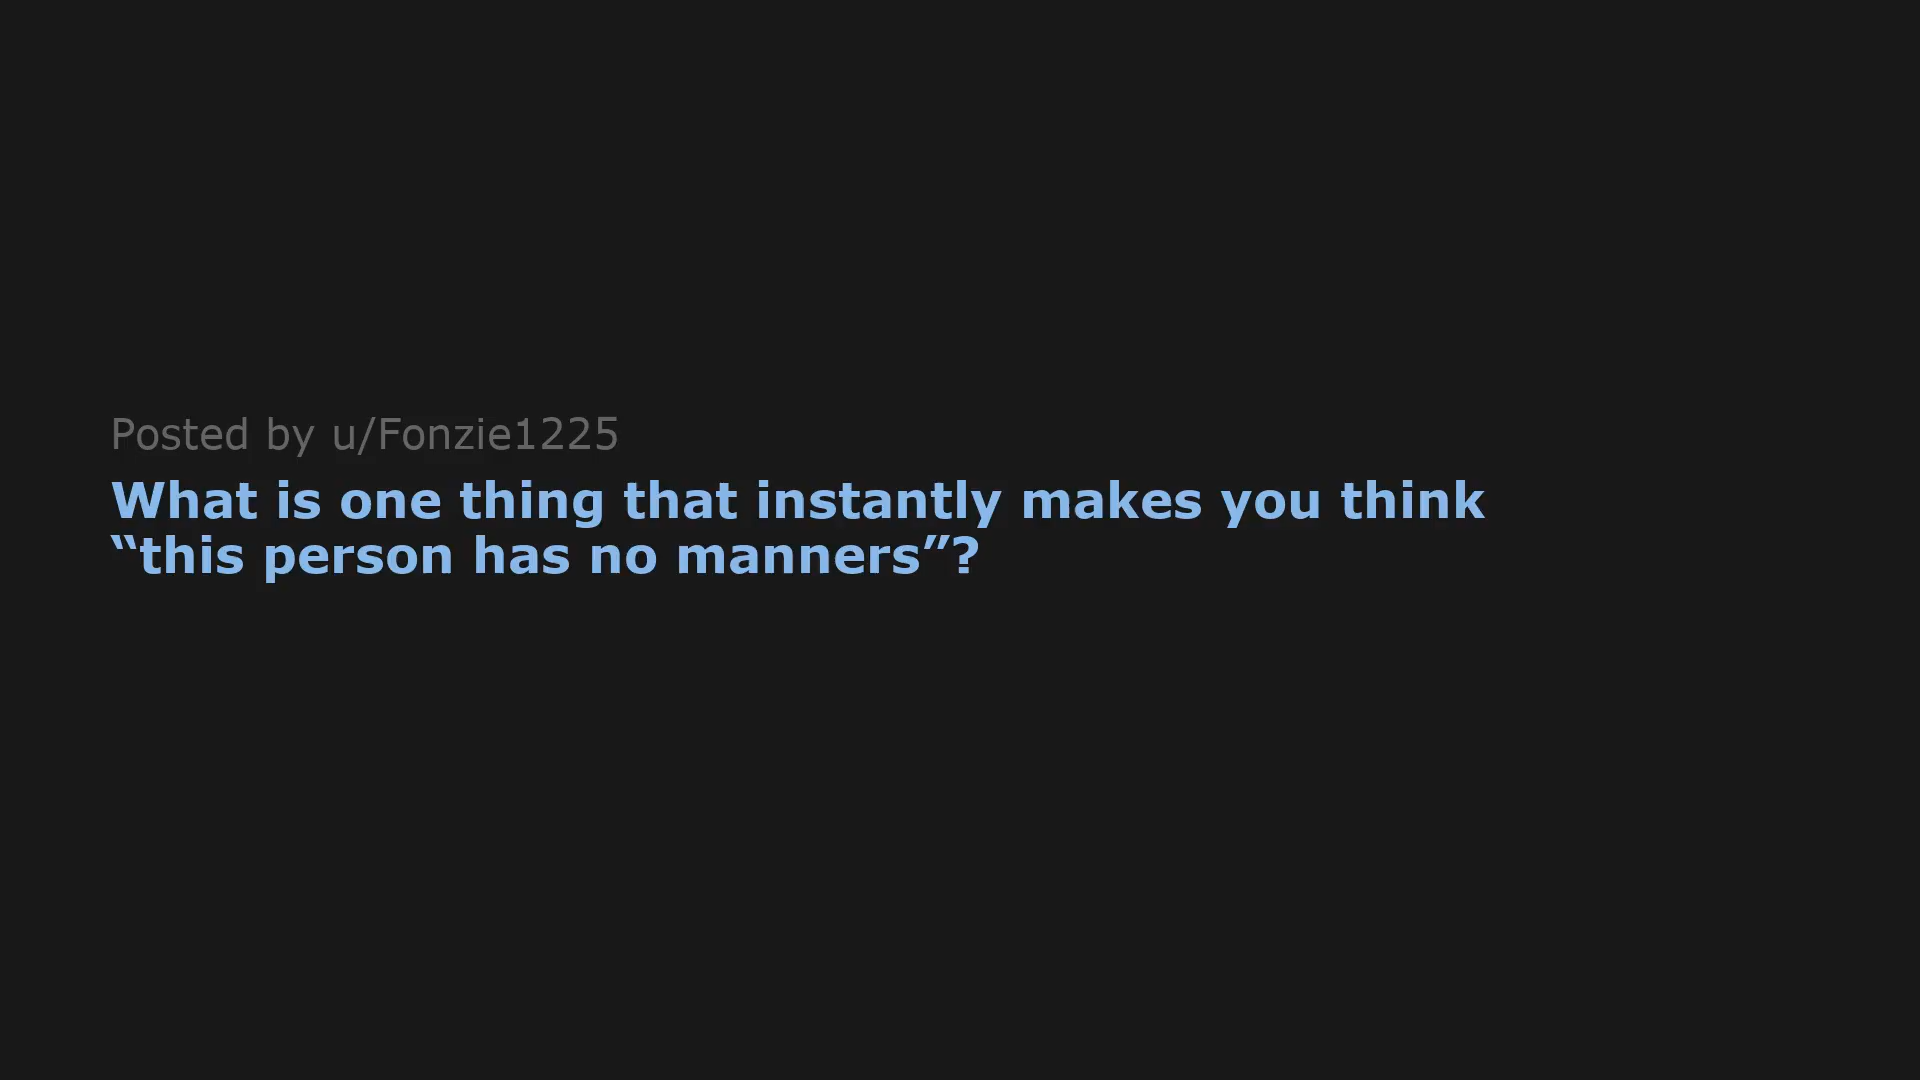 Posted by u/Fonzie1225
What is one thing that instantly makes you think
“this person has no manners”?